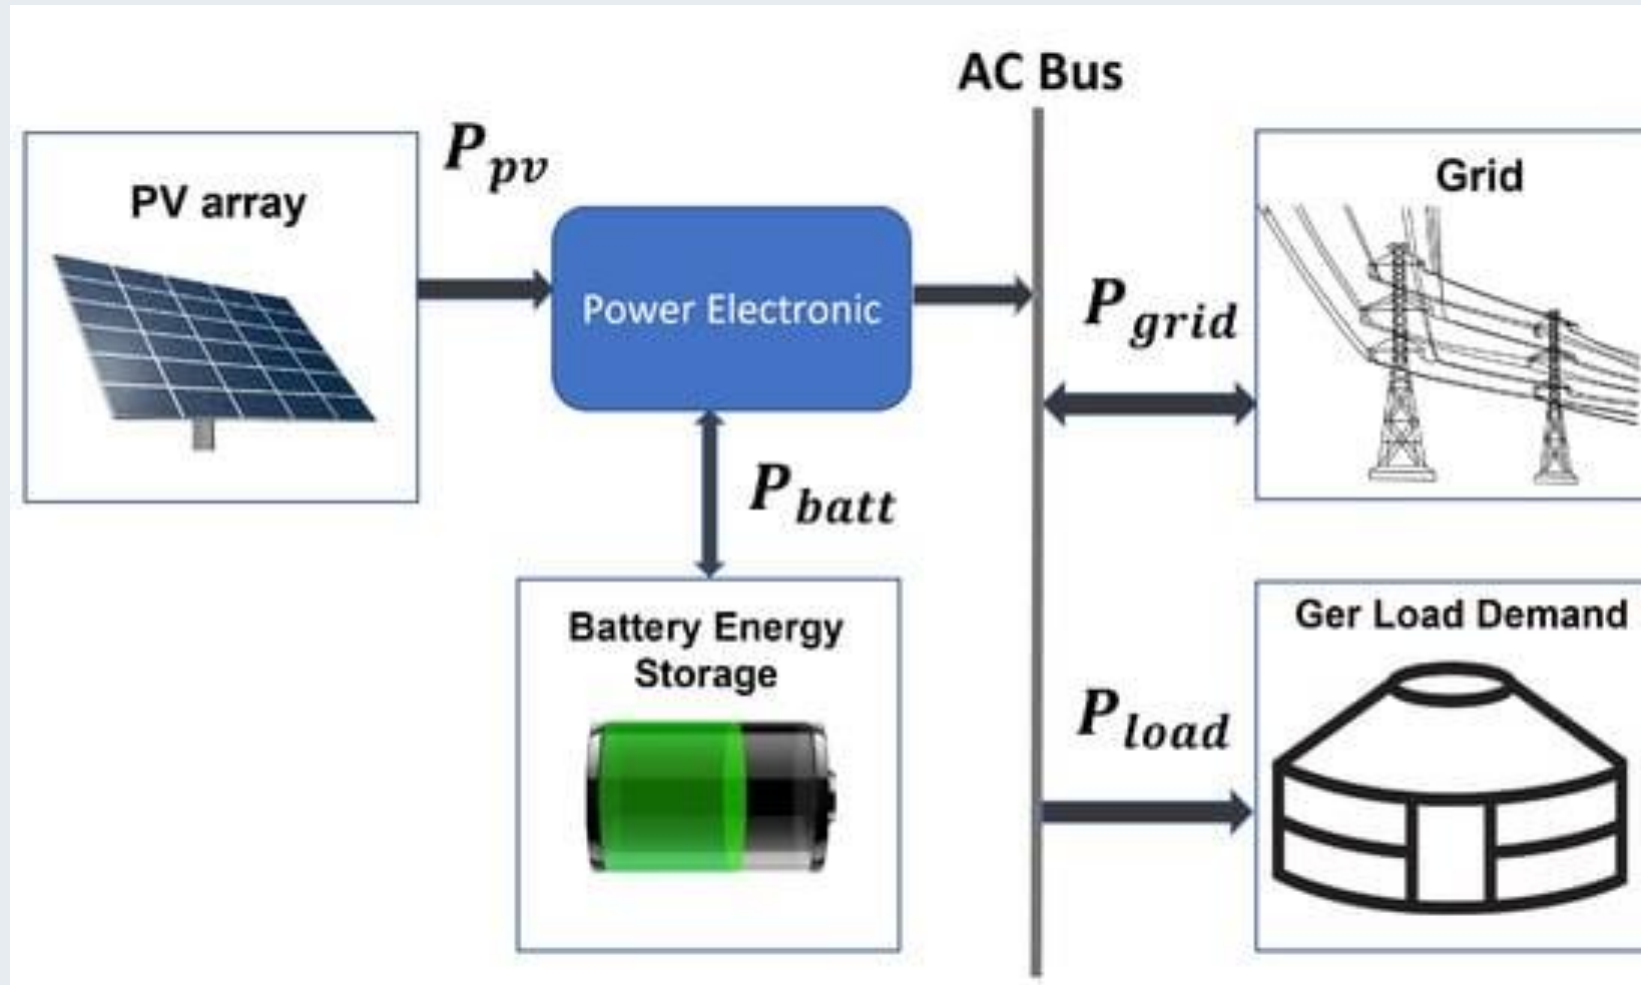 AC Bus
PV array
P_pv
Power Electronic
P_grid
Grid
P_batt
Battery Energy
Storage
P_load
Ger Load Demand